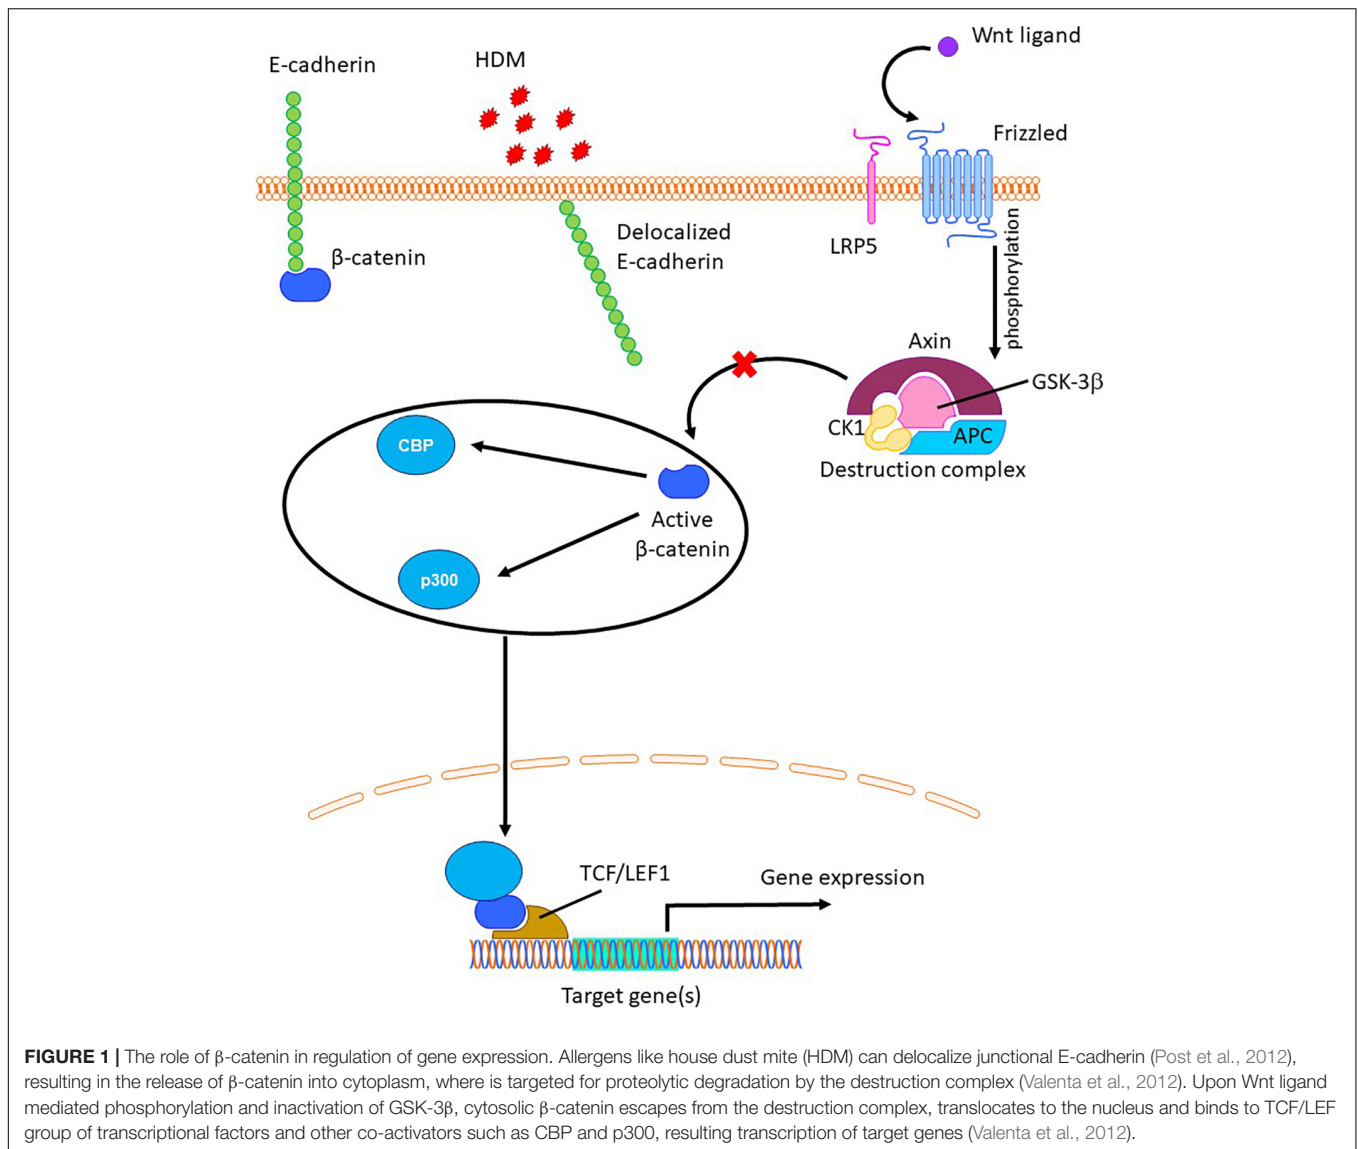 E-cadherin
HDM
Wnt ligand
Frizzled
LRP5
β-catenin
Delocalized
E-cadherin
phosphorylation
Axin
GSK-3β
CK1
APC
Destruction complex
CBP
Active
β-catenin
p300
TCF/LEF1
Gene expression
Target gene(s)
FIGURE 1 | The role of β-catenin in regulation of gene expression. Allergens like house dust mite (HDM) can delocalize junctional E-cadherin (Post et al., 2012),
resulting in the release of β-catenin into cytoplasm, where is targeted for proteolytic degradation by the destruction complex (Valenta et al., 2012). Upon Wnt ligand
mediated phosphorylation and inactivation of GSK-3β, cytosolic β-catenin escapes from the destruction complex, translocates to the nucleus and binds to TCF/LEF
group of transcriptional factors and other co-activators such as CBP and p300, resulting transcription of target genes (Valenta et al., 2012).